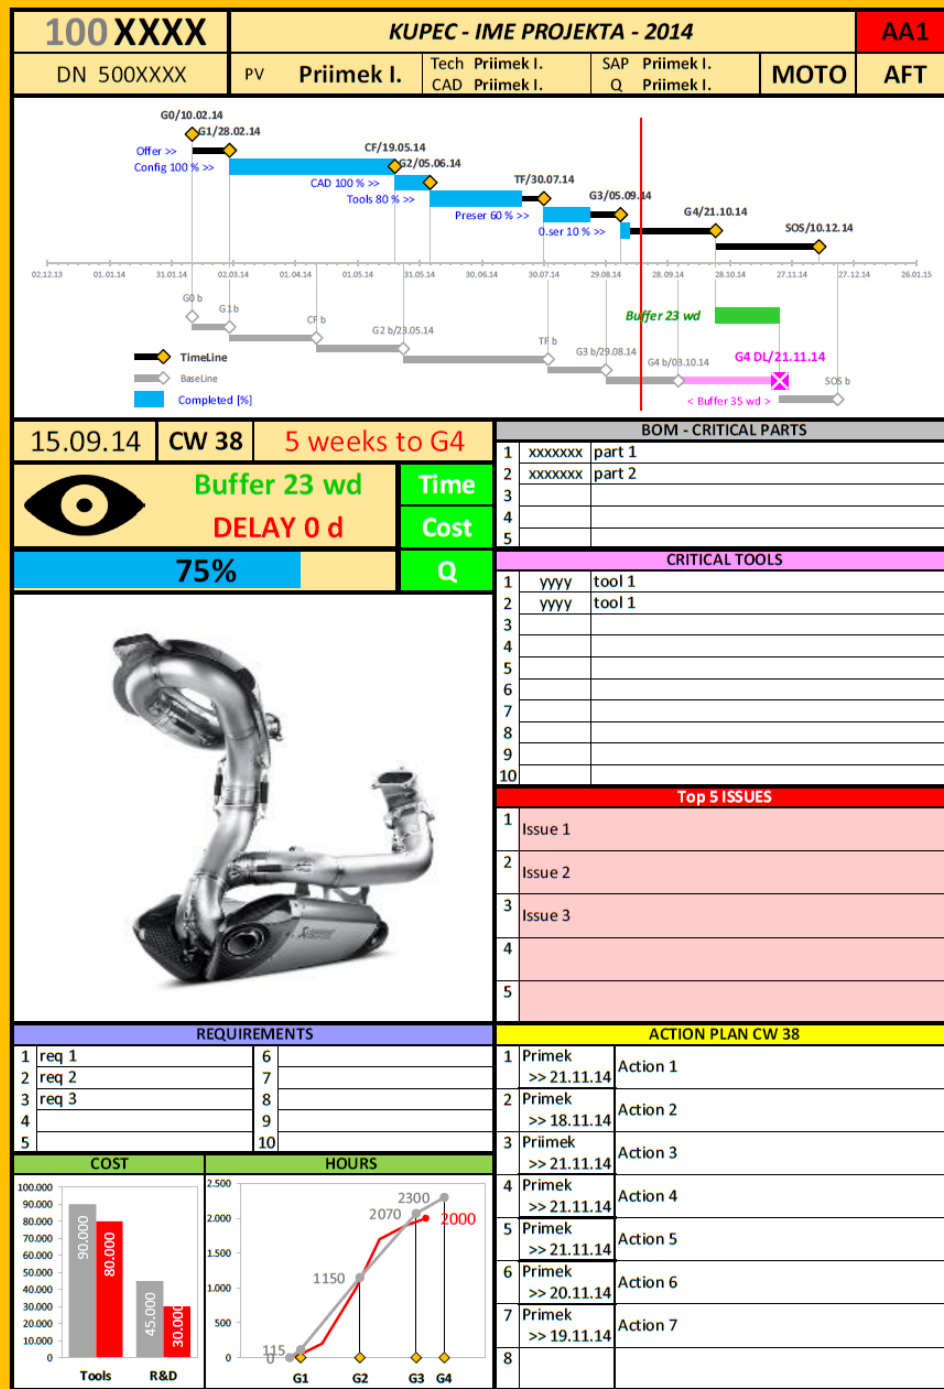 100 XXXX
KUPEC - IME PROJEKTA - 2014
AA1
DN 500XXXX
PV Priimek I.
Tech Priimek I.
CAD Priimek I.
SAP Priimek I.
Q Priimek I.
MOTO
AFT
G0/10.02.14
G1/28.02.14
Offer >>
Config 100 % >>
CF/19.05.14
G2/05.06.14
CAD 100 % >>
Tools 80 % >>
TF/30.07.14
Preser 60 % >>
G3/05.09.14
0.ser 10 % >>
G4/21.10.14
SOS/10.12.14
02.12.13 01.01.14 31.01.14 02.03.14 01.04.14 01.05.14 31.05.14 30.06.14 30.07.14 29.08.14 28.09.14 28.10.14 27.11.14 27.12.14 26.01.15
G0 b
G1 b
CF b
G2 b/23.05.14
TF b
G3 b/29.08.14
G4 b/03.10.14
Buffer 23 wd
G4 DL/21.11.14
SOS b
< Buffer 35 wd >
TimeLine
BaseLine
Completed [%]
15.09.14 CW 38 5 weeks to G4
Buffer 23 wd
DELAY 0 d
Time
Cost
75%
Q
BOM - CRITICAL PARTS
1 xxxxxxx part 1
2 xxxxxxx part 2
3
4
5
CRITICAL TOOLS
1 yyyy tool 1
2 yyyy tool 1
3
4
5
6
7
8
9
10
Top 5 ISSUES
1 Issue 1
2 Issue 2
3 Issue 3
4
5
REQUIREMENTS
1 req 1 6
2 req 2 7
3 req 3 8
4 9
5 10
ACTION PLAN CW 38
1 Primek
>> 21.11.14 Action 1
2 Primek
>> 18.11.14 Action 2
3 Priimek
>> 21.11.14 Action 3
4 Primek
>> 21.11.14 Action 4
5 Primek
>> 21.11.14 Action 5
6 Primek
>> 20.11.14 Action 6
7 Primek
>> 19.11.14 Action 7
8
COST
100.000
90.000
80.000
70.000
60.000
50.000
40.000
30.000
20.000
10.000
0
90.000
80.000
45.000
30.000
Tools R&D
HOURS
2.500
2.000
1.500
1.000
500
0
0
115
1150
2070
2300
2000
G1 G2 G3 G4